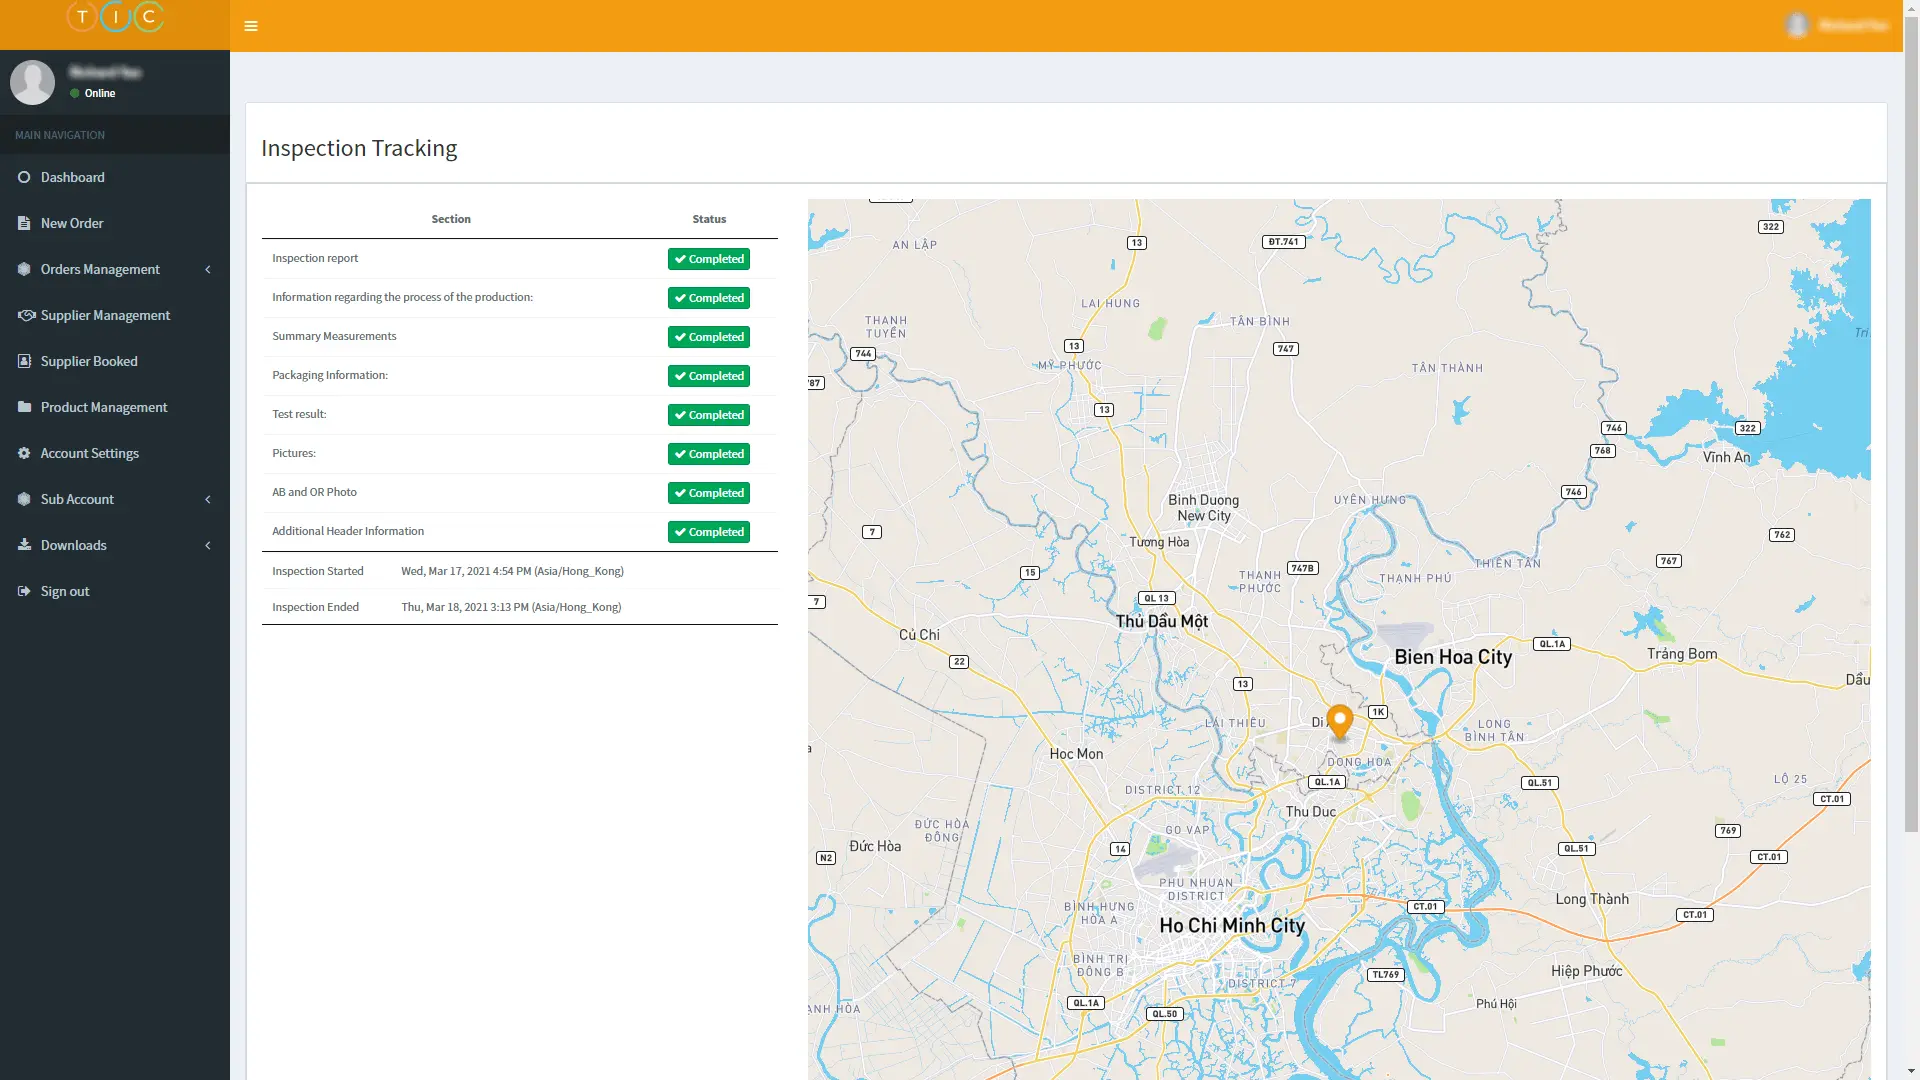 TIC
Online
MAIN NAVIGATION
Dashboard
New Order
Orders Management
Supplier Management
Supplier Booked
Product Management
Account Settings
Sub Account
Downloads
Sign out
Inspection Tracking
Section Status
Inspection report Completed
Information regarding the process of the production: Completed
Summary Measurements Completed
Packaging Information: Completed
Test result: Completed
Pictures: Completed
AB and OR Photo Completed
Additional Header Information Completed
Inspection Started Wed, Mar 17, 2021 4:54 PM (Asia/Hong_Kong)
Inspection Ended Thu, Mar 18, 2021 3:13 PM (Asia/Hong_Kong)
322
AN LẬP
13
ĐT.741
LAI HUNG
THANH
TUYỀN
TÂN BÌNH
Trị
744
13
747
MỸ PHƯỚC
TÂN THÀNH
787
13
746
322
768
Vĩnh An
746
Binh Duong
New City
UYÊN HƯNG
7
Tương Hòa
762
767
THIÊN TÂN
747B
15
THANH
PHƯỚC
THẠNH PHÚ
7
QL 13
Thủ Dầu Một
Củ Chi
QL.1A
Bien Hoa City
Trảng Bom
22
Dầu
13
1K
LÁI THIÊU
Di
LONG
BÌNH TÂN
Hoc Mon
DONG HOA
QL.1A
QL.51
LỘ 25
DISTRICT 12
CT.01
Thu Duc
ĐỨC HÒA
ĐÔNG
GO VAP
769
Đức Hòa
14
QL.51
N2
CT.01
PHU NHUAN
DISTRICT
Long Thành
BÌNH HƯNG
HÒA A
CT.01
CT.01
Ho Chi Minh City
BÌNH TRỊ
ĐÔNG B
TL769
Hiệp Phước
DISTRICT 7
QL.1A
Phú Hội
ẠNH HÒA
QL.50